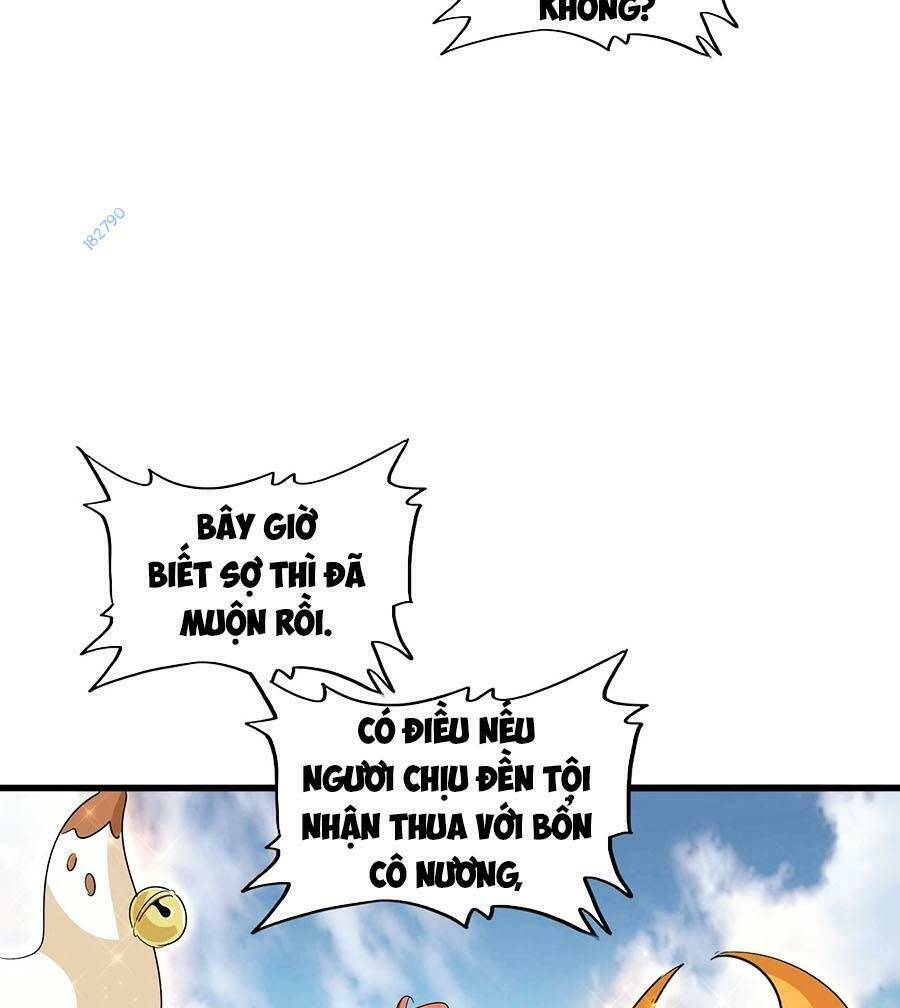 KHÔNG?
182790
BÂY GIỜ
BIẾT SỢ THÌ ĐÃ
MUỘN RỒI.
CÓ ĐIỀU NẾU
NGƯƠI CHỊU ĐỀN TỘI
NHẬN THUA VỚI BỔN
CÔ NƯƠNG,